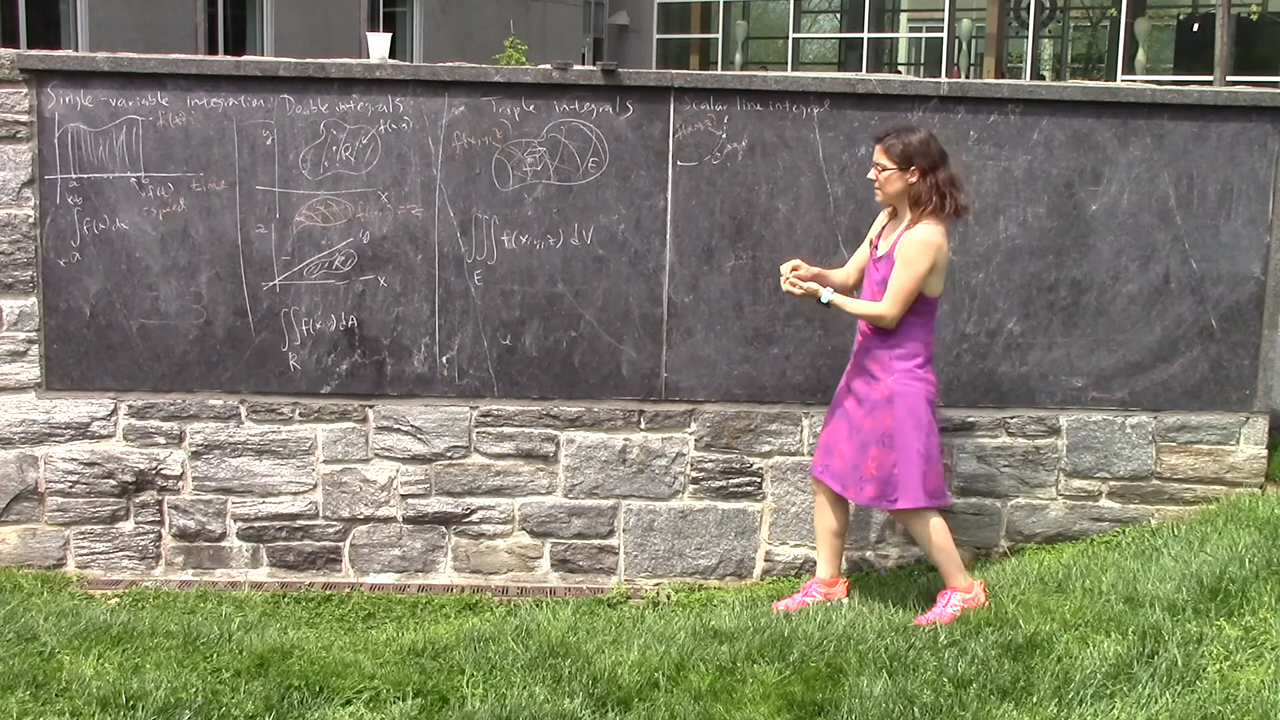 Single-variable integration
f(x)
a
b
f(t)
time
speed
∫ f(x) dx
Double integrals
y
f(x,y)
R
x
z
f(x,y)=z
y
R
x
∬ f(x,y) dA
R
Triple integrals
f(x,y,z)
E
∭ f(x,y,z) dV
E
Scalar line integral
f(x,y,z)